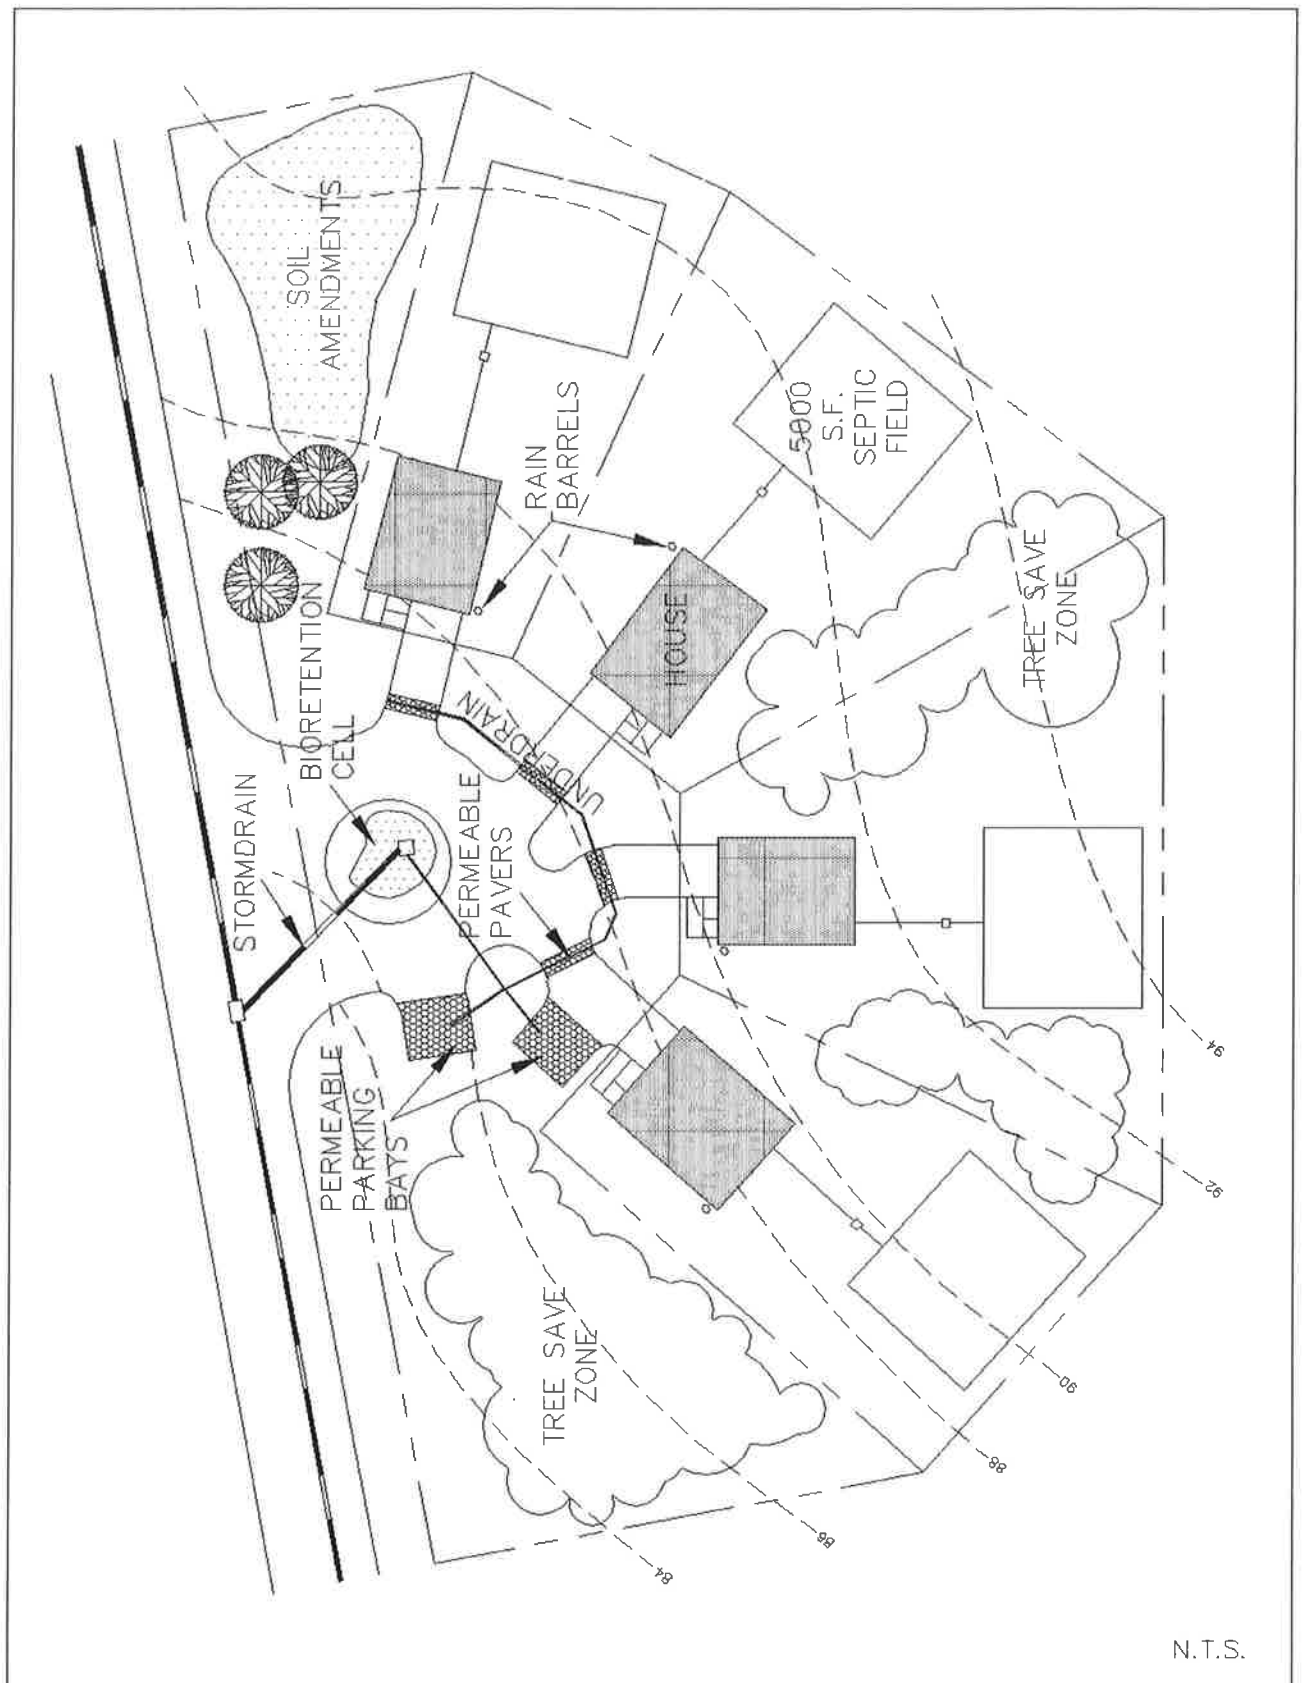 SOIL
AMENDMENTS
RAIN
BARRELS
5000
S.F.
SEPTIC
FIELD
TREE SAVE
ZONE
HOUSE
BIORETENTION
CELL
UNDERDRAIN
STORMDRAIN
PERMEABLE
PAVERS
PERMEABLE
PARKING
BAYS
TREE SAVE
ZONE
94
92
90
88
86
84
N.T.S.